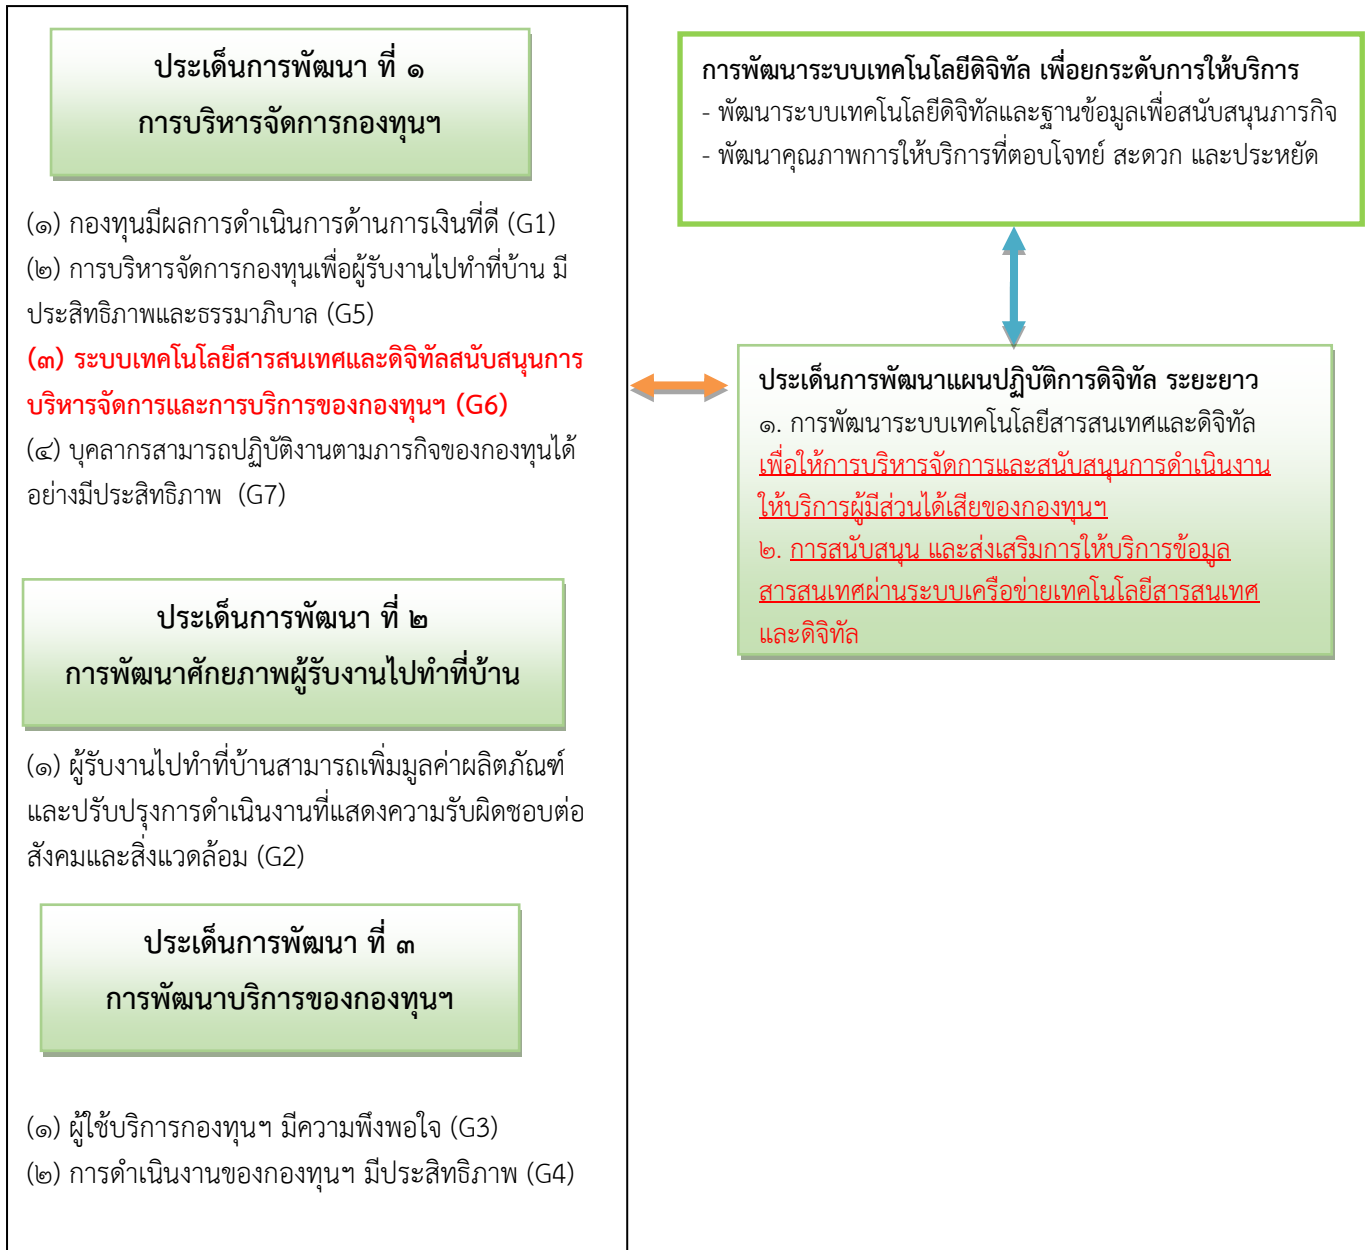 ประเด็นการพัฒนา ที่ ๑
การบริหารจัดการกองทุนฯ
(๑) กองทุนมีผลการดำเนินการด้านการเงินที่ดี (G1)
(๒) การบริหารจัดการกองทุนเพื่อผู้รับงานไปทำที่บ้าน มี
ประสิทธิภาพและธรรมาภิบาล (G5)
(๓) ระบบเทคโนโลยีสารสนเทศและดิจิทัลสนับสนุนการ
บริหารจัดการและการบริการของกองทุนฯ (G6)
(๔) บุคลากรสามารถปฏิบัติงานตามภารกิจของกองทุนได้
อย่างมีประสิทธิภาพ (G7)
ประเด็นการพัฒนา ที่ ๒
การพัฒนาศักยภาพผู้รับงานไปทำที่บ้าน
(๑) ผู้รับงานไปทำที่บ้านสามารถเพิ่มมูลค่าผลิตภัณฑ์
และปรับปรุงการดำเนินงานที่แสดงความรับผิดชอบต่อ
สังคมและสิ่งแวดล้อม (G2)
ประเด็นการพัฒนา ที่ ๓
การพัฒนาบริการของกองทุนฯ
(๑) ผู้ใช้บริการกองทุนฯ มีความพึงพอใจ (G3)
(๒) การดำเนินงานของกองทุนฯ มีประสิทธิภาพ (G4)
การพัฒนาระบบเทคโนโลยีดิจิทัล เพื่อยกระดับการให้บริการ
- พัฒนาระบบเทคโนโลยีดิจิทัลและฐานข้อมูลเพื่อสนับสนุนภารกิจ
- พัฒนาคุณภาพการให้บริการที่ตอบโจทย์ สะดวก และประหยัด
ประเด็นการพัฒนาแผนปฏิบัติการดิจิทัล ระยะยาว
๑. การพัฒนาระบบเทคโนโลยีสารสนเทศและดิจิทัล
เพื่อให้การบริหารจัดการและสนับสนุนการดำเนินงาน
ให้บริการผู้มีส่วนได้เสียของกองทุนฯ
๒. การสนับสนุน และส่งเสริมการให้บริการข้อมูล
สารสนเทศผ่านระบบเครือข่ายเทคโนโลยีสารสนเทศ
และดิจิทัล